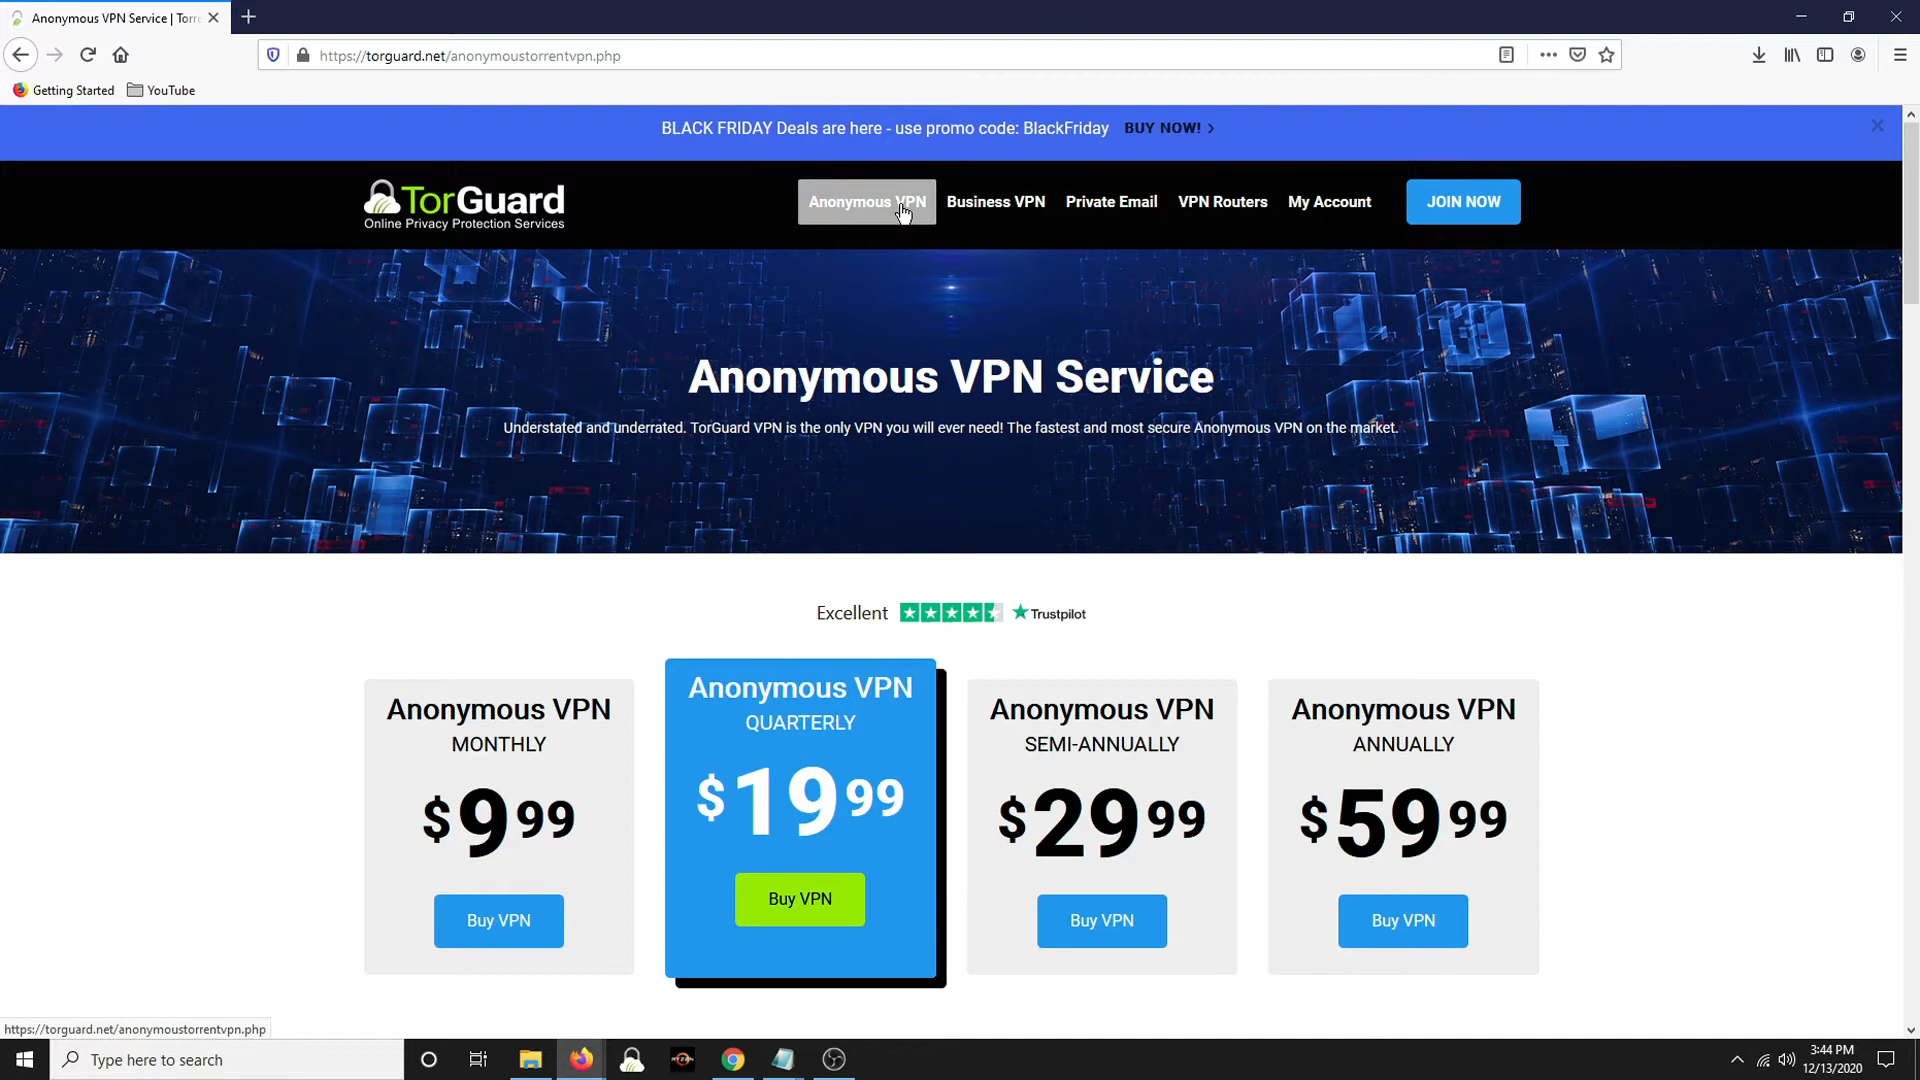 Anonymous VPN Service | Torre
https://torguard.net/anonymoustorrentvpn.php
Getting Started
YouTube
BLACK FRIDAY Deals are here - use promo code: BlackFriday BUY NOW!
TorGuard
Online Privacy Protection Services
Anonymous VPN
Business VPN
Private Email
VPN Routers
My Account
JOIN NOW
Anonymous VPN Service
Understated and underrated. TorGuard VPN is the only VPN you will ever need! The fastest and most secure Anonymous VPN on the market.
Excellent
Trustpilot
Anonymous VPN
MONTHLY
$9 99
Buy VPN
Anonymous VPN
QUARTERLY
$19 99
Buy VPN
Anonymous VPN
SEMI-ANNUALLY
$29 99
Buy VPN
Anonymous VPN
ANNUALLY
$59 99
Buy VPN
https://torguard.net/anonymoustorrentvpn.php
Type here to search
RYZEN
3:44 PM
12/13/2020